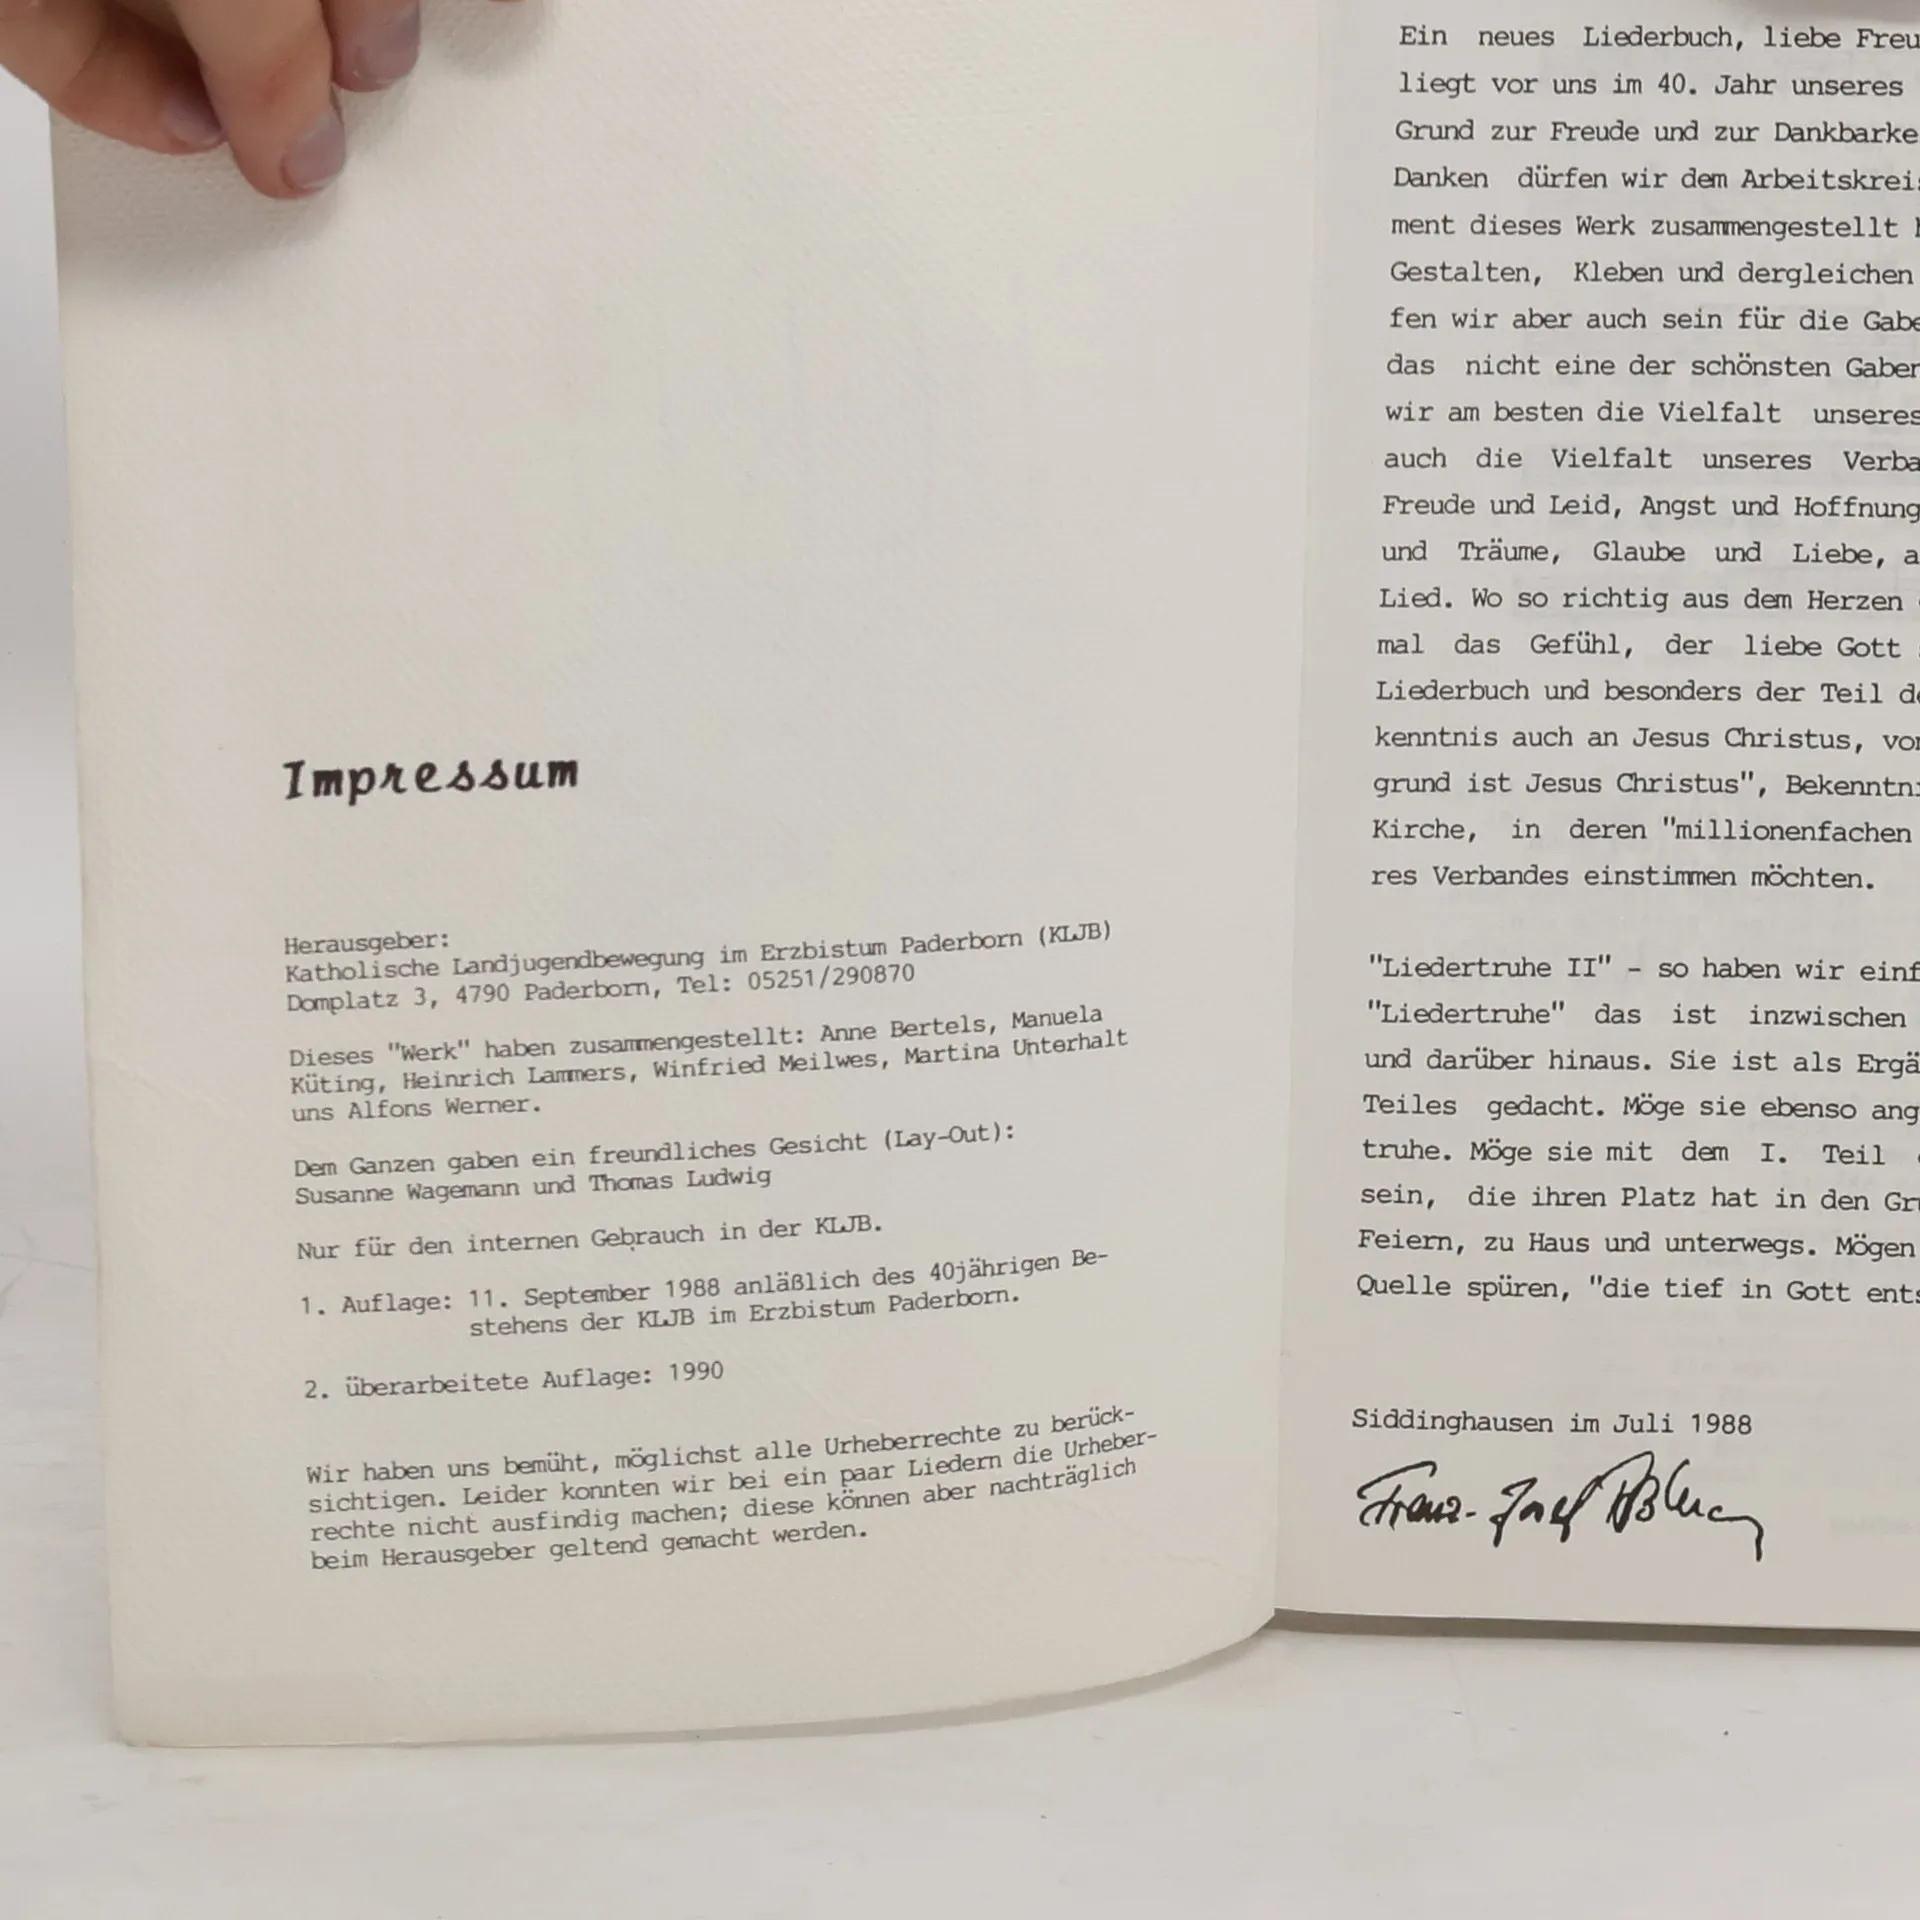 Impressum
Herausgeber:
Katholische Landjugendbewegung im Erzbistum Paderborn (KLJB)
Domplatz 3, 4790 Paderborn, Tel: 05251/290870
Dieses "Werk" haben zusammengestellt: Anne Bertels, Manuela
Küting, Heinrich Lammers, Winfried Meilwes, Martina Unterhalt
uns Alfons Werner.
Dem Ganzen gaben ein freundliches Gesicht (Lay-Out):
Susanne Wagemann und Thomas Ludwig
Nur für den internen Gebrauch in der KLJB.
1. Auflage: 11. September 1988 anläßlich des 40jährigen Be-
stehens der KLJB im Erzbistum Paderborn.
2. überarbeitete Auflage: 1990
Wir haben uns bemüht, möglichst alle Urheberrechte zu berück-
sichtigen. Leider konnten wir bei ein paar Liedern die Urheber-
rechte nicht ausfindig machen; diese können aber nachträglich
beim Herausgeber geltend gemacht werden.
Ein neues Liederbuch, liebe
liegt vor uns im 40. Jahr unseres
Grund zur Freude und zur
Danken dürfen wir dem
ment dieses Werk zusammengestellt
Gestalten, Kleben und dergleichen
fen wir aber auch sein für die
das nicht eine der schönsten
wir am besten die Vielfalt unseres
auch die Vielfalt unseres
Freude und Leid, Angst und Hoffnung
und Träume, Glaube und Liebe,
Lied. Wo so richtig aus dem Herzen
mal das Gefühl, der liebe Gott
Liederbuch und besonders der Teil
kenntnis auch an Jesus Christus,
grund ist Jesus Christus",
Kirche, in deren "millionenfachen
res Verbandes einstimmen möchten.
"Liedertruhe II" - so haben wir
"Liedertruhe" das ist inzwischen
und darüber hinaus. Sie ist als
Teiles gedacht. Möge sie ebenso
truhe. Möge sie mit dem I. Teil
sein, die ihren Platz hat in den
Feiern, zu Haus und unterwegs. Mögen
Quelle spüren, "die tief in Gott
Siddinghausen im Juli 1988
Franz-Josef